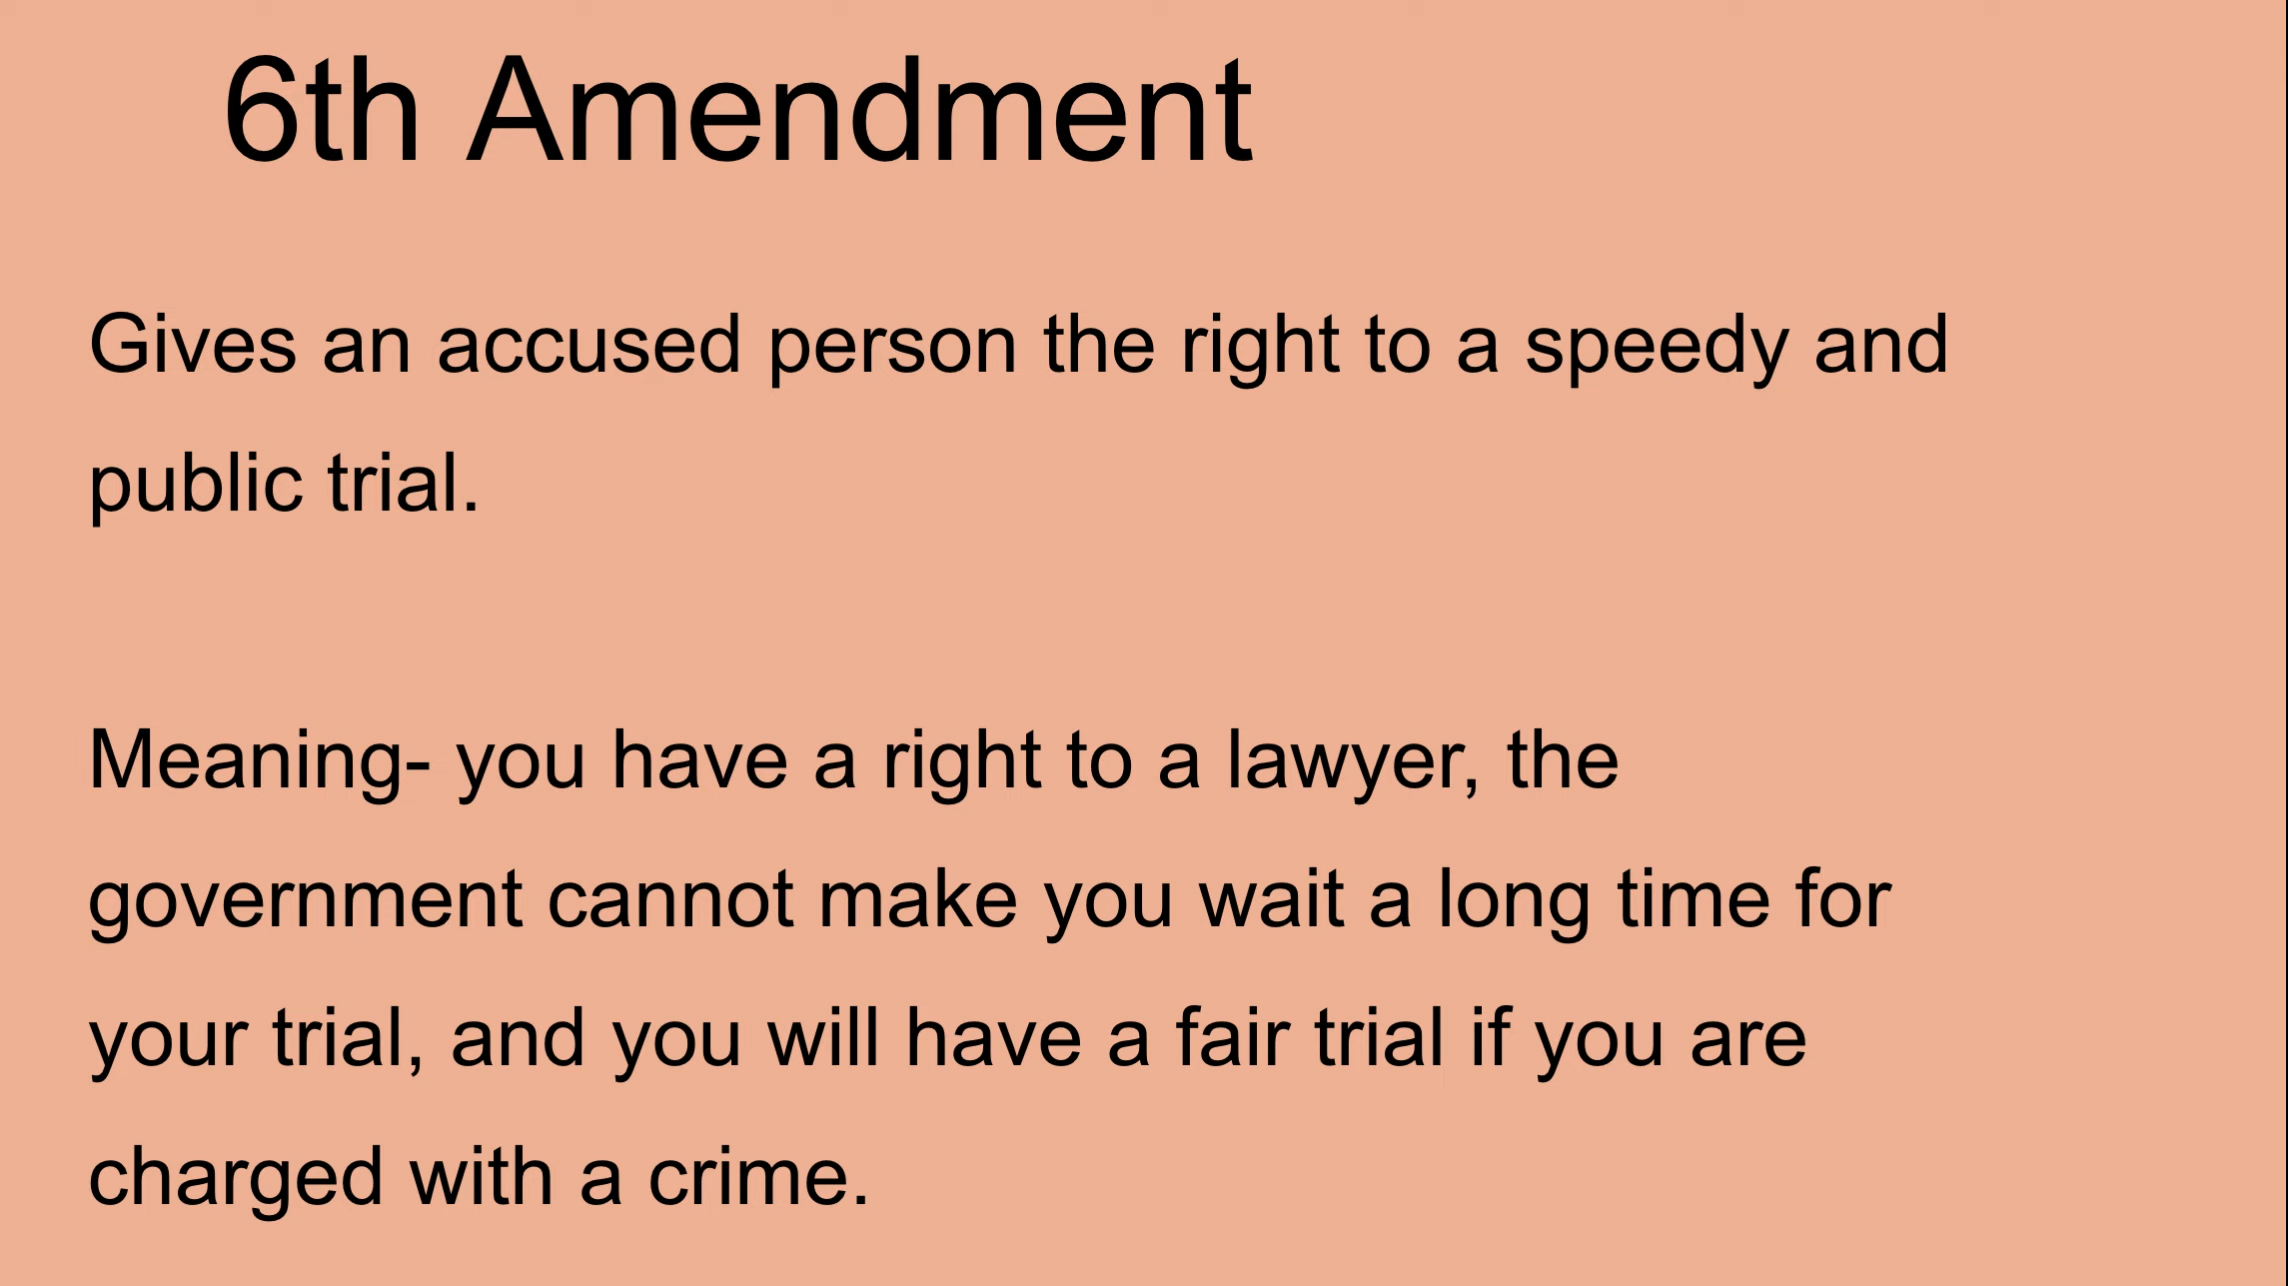 6th Amendment
Gives an accused person the right to a speedy and
public trial.
Meaning- you have a right to a lawyer, the
government cannot make you wait a long time for
your trial, and you will have a fair trial if you are
charged with a crime.